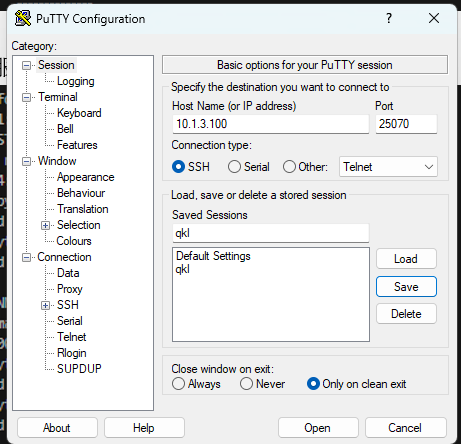 PuTTY Configuration
Category:
Session
Logging
Terminal
Keyboard
Bell
Features
Window
Appearance
Behaviour
Translation
Selection
Colours
Connection
Data
Proxy
SSH
Serial
Telnet
Rlogin
SUPDUP
Basic options for your PuTTY session
Specify the destination you want to connect to
Host Name (or IP address) Port
10.1.3.100 25070
Connection type:
SSH Serial Other: Telnet
Load, save or delete a stored session
Saved Sessions
qkl
Default Settings
qkl
Load
Save
Delete
Close window on exit:
Always Never Only on clean exit
About Help Open Cancel